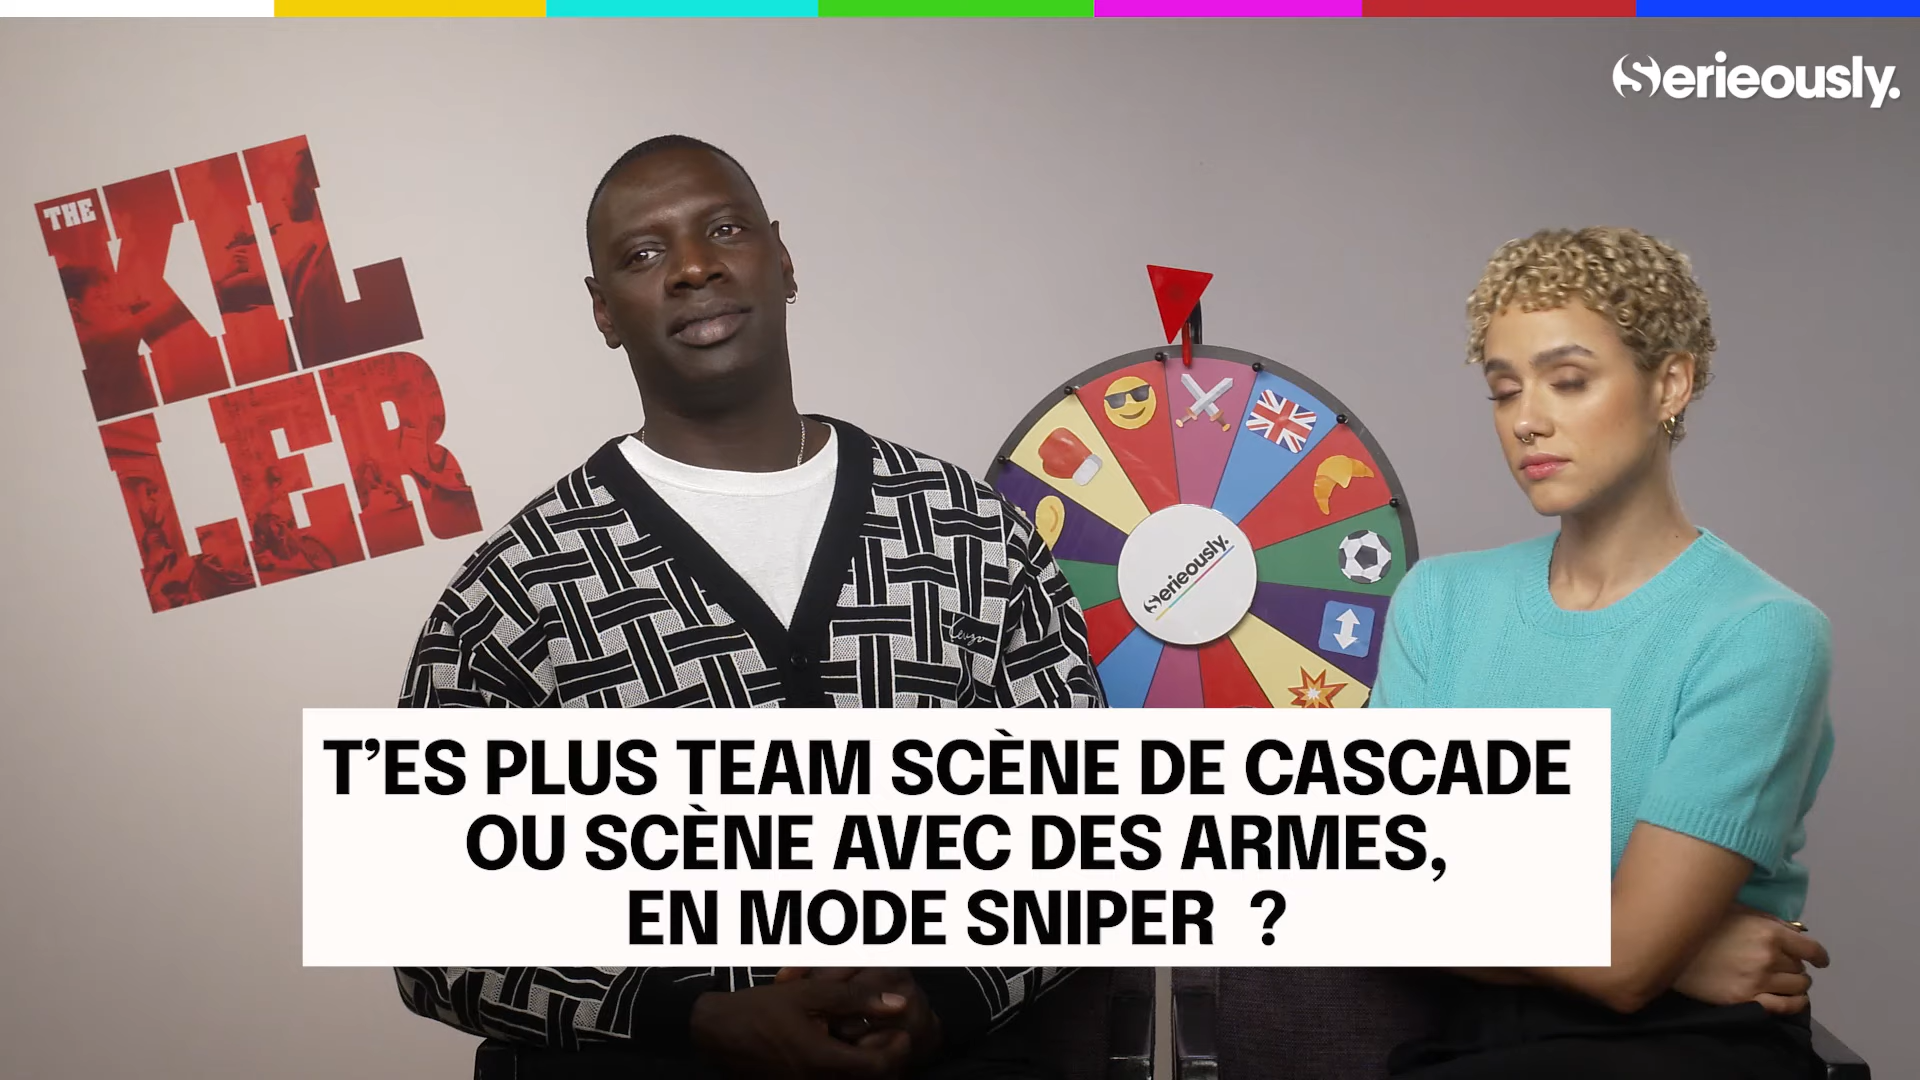 Serieously.
THE
KIL
LER
Serieously.
Kenzo
T’ES PLUS TEAM SCÈNE DE CASCADE
OU SCÈNE AVEC DES ARMES,
EN MODE SNIPER ?